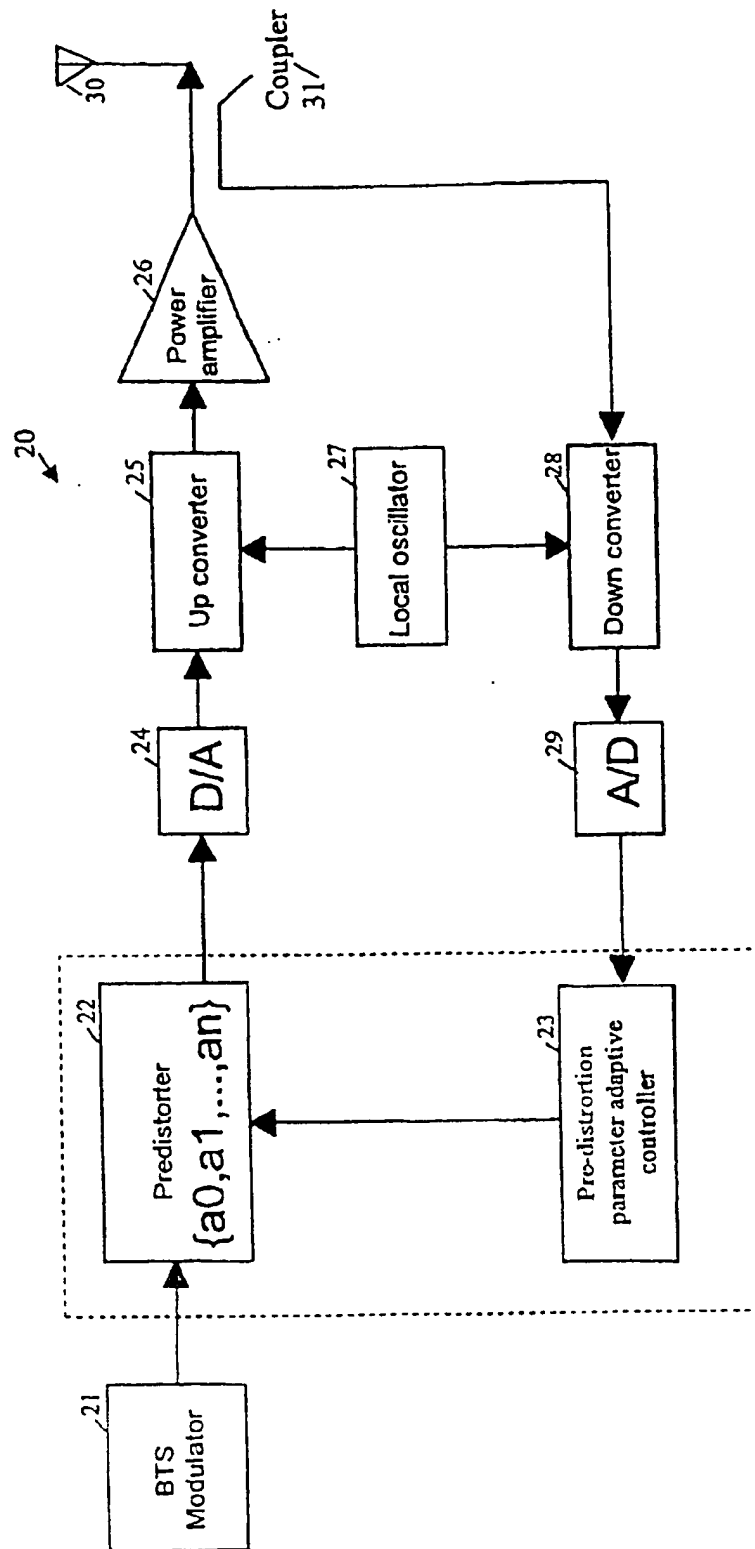 20
21
BTS
Modulator
22
Predistorter
{a0,a1,...,an}
24
D/A
25
Up converter
26
Power
amplifier
30
Coupler
31
27
Local oscillator
23
Pre-distrortion
parameter adaptive
controller
29
A/D
28
Down converter